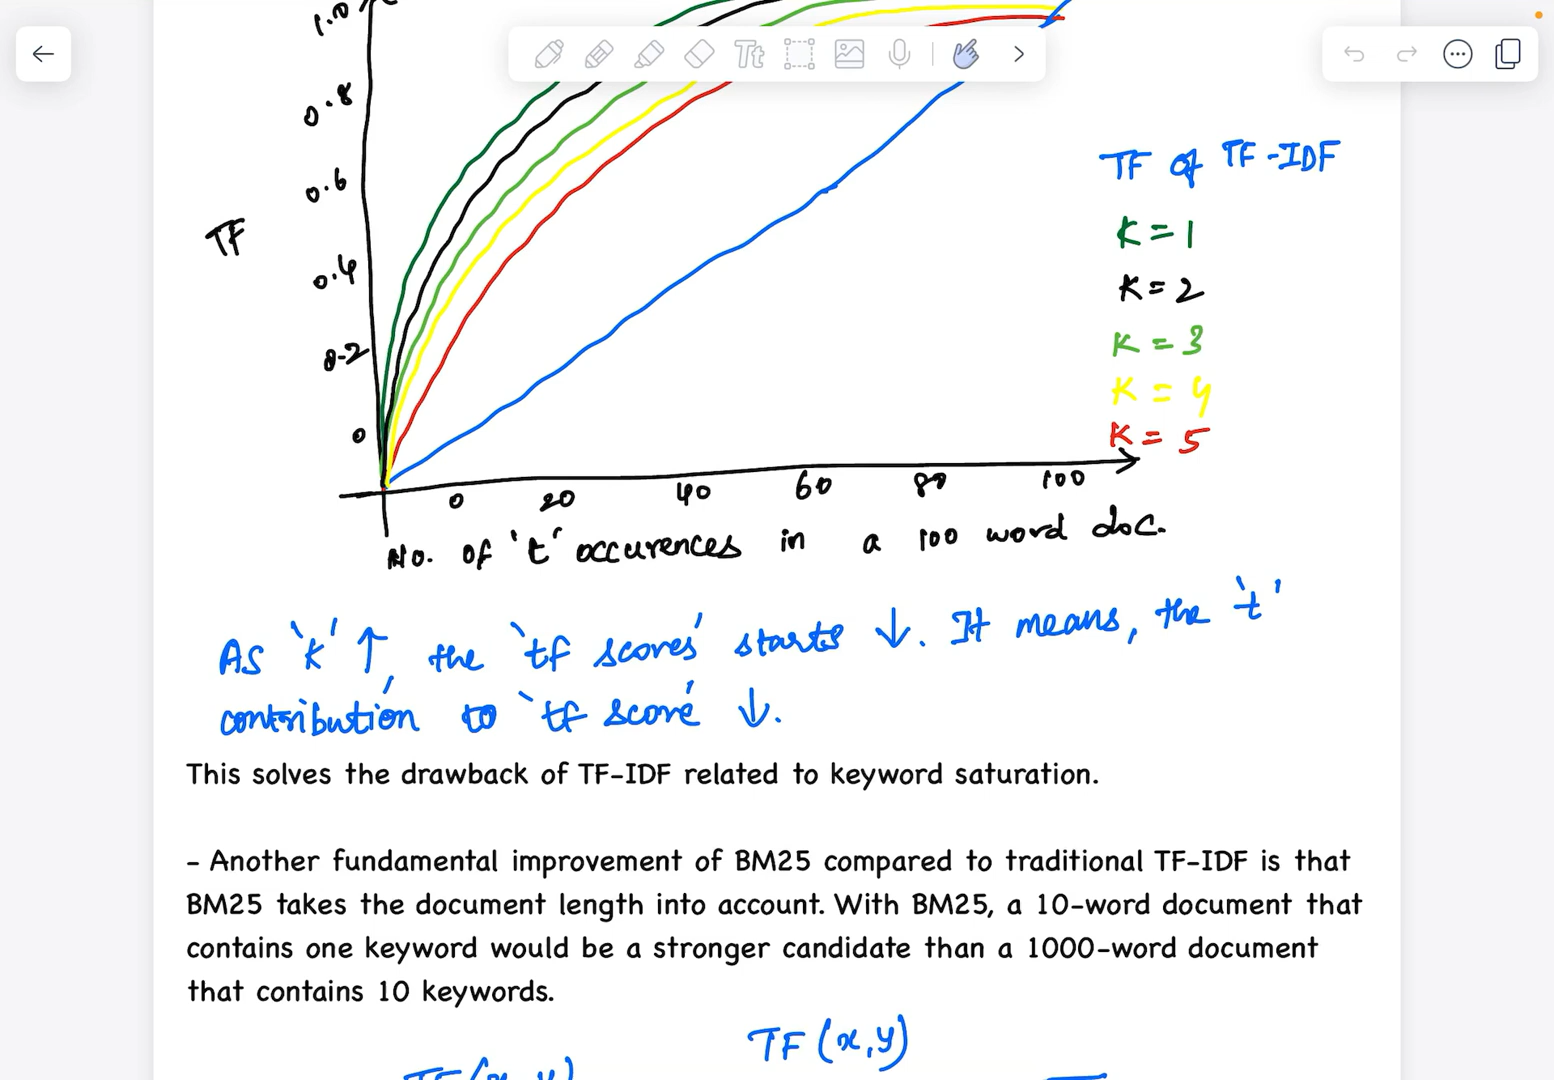 1.0
Tt
0.8
TF of TF-IDF
0.6
K = 1
TF
0.4
K = 2
K = 3
0.2
K = 4
0
K = 5
0 20 40 60 80 100
No. of 't' occurences in a 100 word doc.
As 'k' ↑, the 'tf scores' starts ↓. It means, the 't'
contribution to 'tf score' ↓.
This solves the drawback of TF-IDF related to keyword saturation.
- Another fundamental improvement of BM25 compared to traditional TF-IDF is that
BM25 takes the document length into account. With BM25, a 10-word document that
contains one keyword would be a stronger candidate than a 1000-word document
that contains 10 keywords.
TF (x,y)